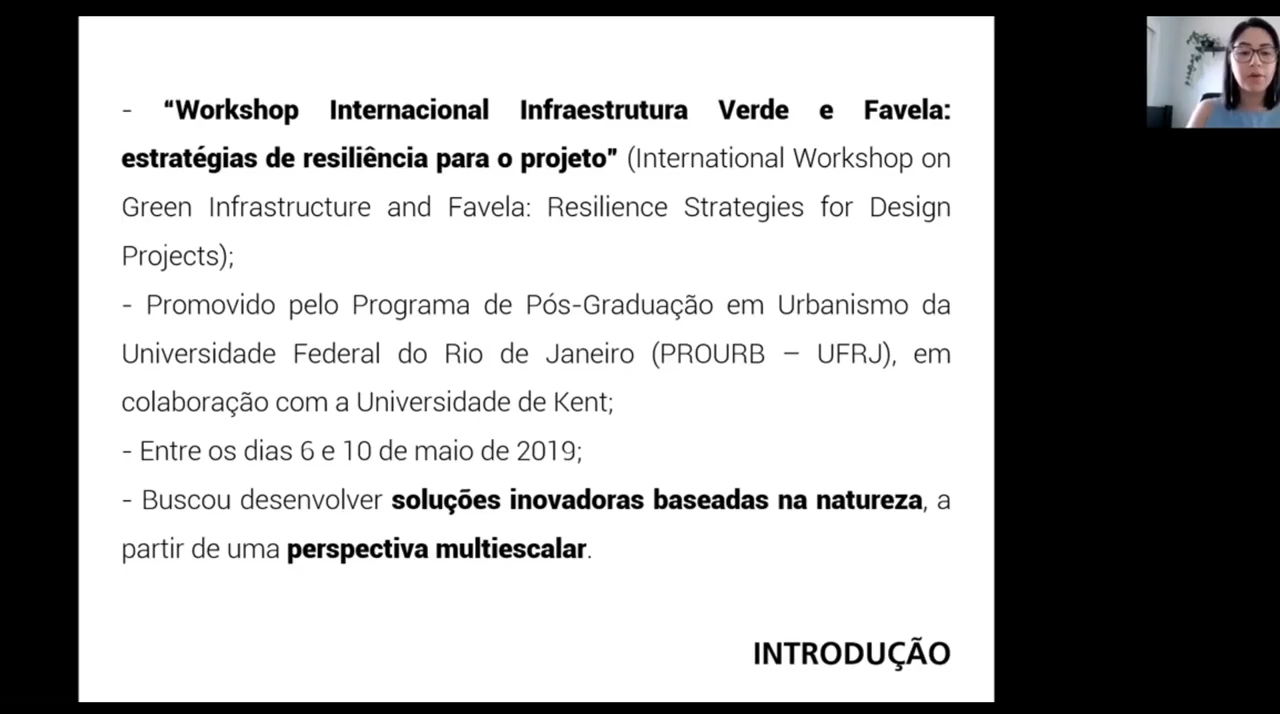 - “Workshop Internacional Infraestrutura Verde e Favela:
estratégias de resiliência para o projeto" (International Workshop on
Green Infrastructure and Favela: Resilience Strategies for Design
Projects);
- Promovido pelo Programa de Pós-Graduação em Urbanismo da
Universidade Federal do Rio de Janeiro (PROURB – UFRJ), em
colaboração com a Universidade de Kent;
- Entre os dias 6 e 10 de maio de 2019;
- Buscou desenvolver soluções inovadoras baseadas na natureza, a
partir de uma perspectiva multiescalar.
INTRODUÇÃO